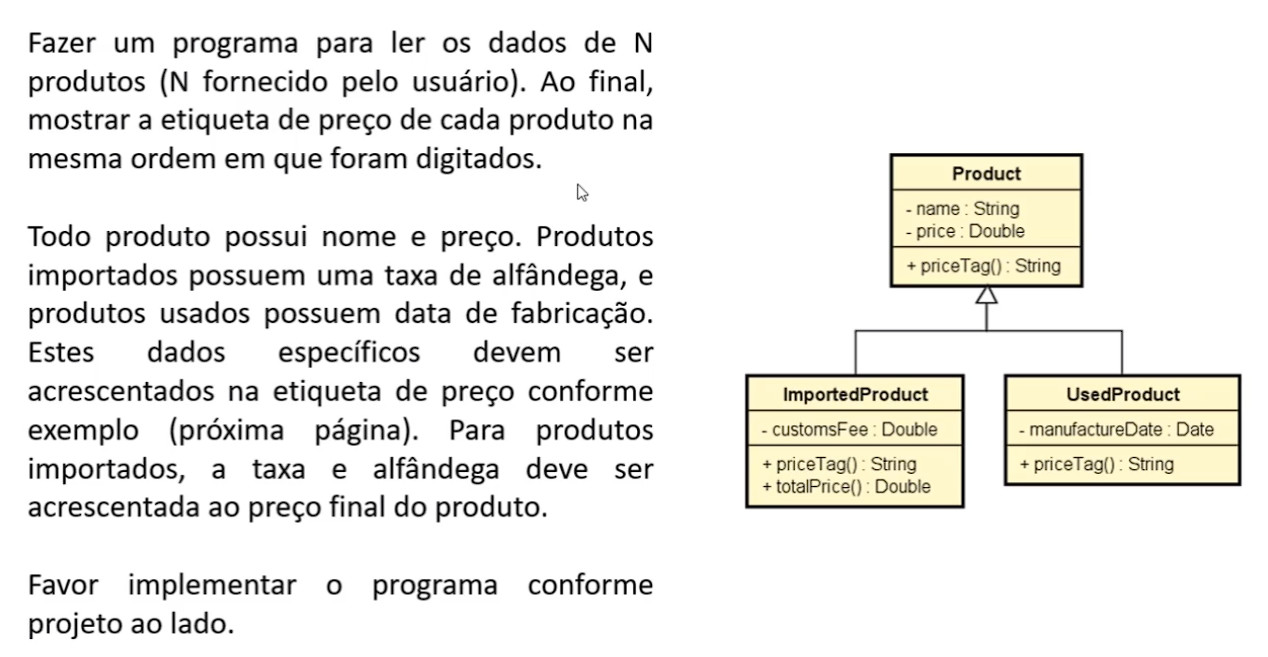 Fazer um programa para ler os dados de N
produtos (N fornecido pelo usuário). Ao final,
mostrar a etiqueta de preço de cada produto na
mesma ordem em que foram digitados.
Todo produto possui nome e preço. Produtos
importados possuem uma taxa de alfândega, e
produtos usados possuem data de fabricação.
Estes dados específicos devem ser
acrescentados na etiqueta de preço conforme
exemplo (próxima página). Para produtos
importados, a taxa e alfândega deve ser
acrescentada ao preço final do produto.
Favor implementar o programa conforme
projeto ao lado.
Product
- name : String
- price : Double
+ priceTag() : String
ImportedProduct
- customsFee : Double
+ priceTag() : String
+ totalPrice() : Double
UsedProduct
- manufactureDate : Date
+ priceTag() : String